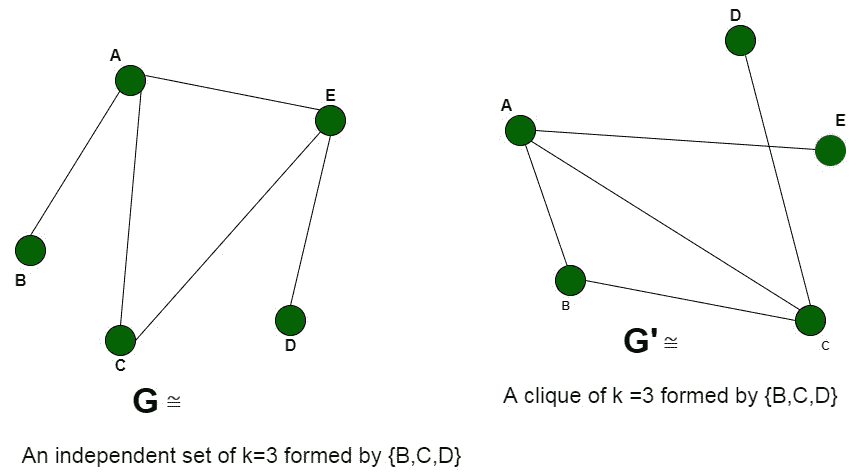 A
E
B
C
D
G ≅
An independent set of k=3 formed by {B,C,D}
D
A
E
B
C
G' ≅
A clique of k =3 formed by {B,C,D}